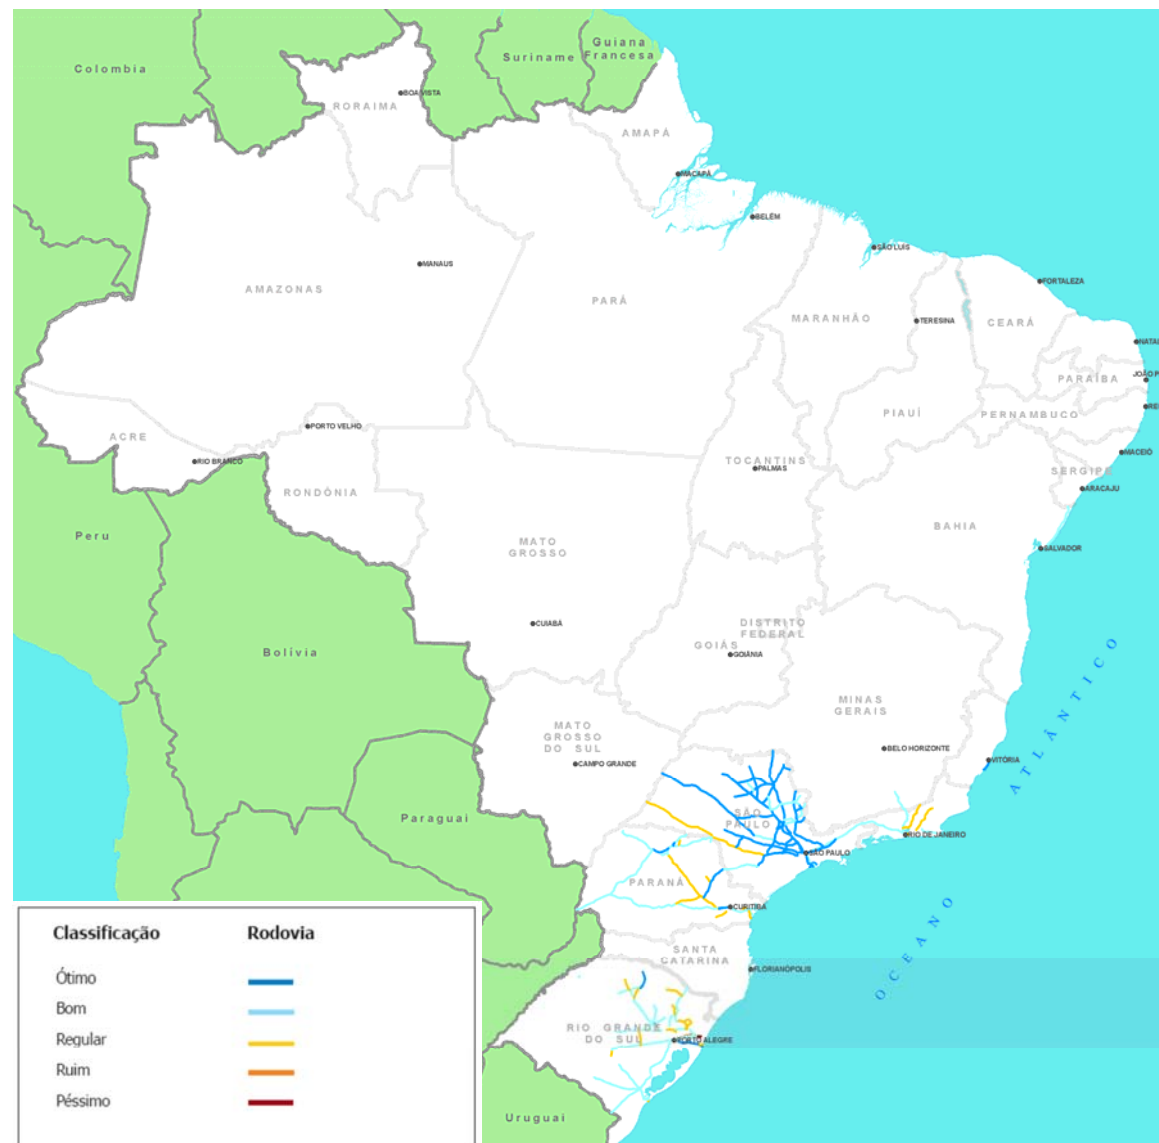 Colombia
Suriname
Guiana
Francesa
BOA VISTA
RORAIMA
AMAPÁ
MACAPÁ
BELÉM
SÃO LUIS
MANAUS
FORTALEZA
AMAZONAS
PARÁ
MARANHÃO
TERESINA
CEARÁ
NATAL
JOÃO P
PARAÍBA
RE
PIAUÍ
PERNAMBUCO
ACRE
PORTO VELHO
RIO BRANCO
TOCANTINS
PALMAS
MACEIÓ
SERGIPE
ARACAJU
RONDÔNIA
BAHIA
Peru
MATO
GROSSO
SALVADOR
CUIABÁ
DISTRITO
FEDERAL
GOIÁS
GOIÂNIA
Bolívia
MINAS
GERAIS
MATO
GROSSO
DO SUL
BELO HORIZONTE
VITÓRIA
CAMPO GRANDE
OCEANO ATLÂNTICO
Paraguai
SÃO
PAULO
RIO DE JANEIRO
SÃO PAULO
PARANÁ
CURITIBA
SANTA
CATARINA
FLORIANÓPOLIS
RIO GRANDE
DO SUL
PORTO ALEGRE
Uruguai
Classificação Rodovia
Ótimo
Bom
Regular
Ruim
Péssimo